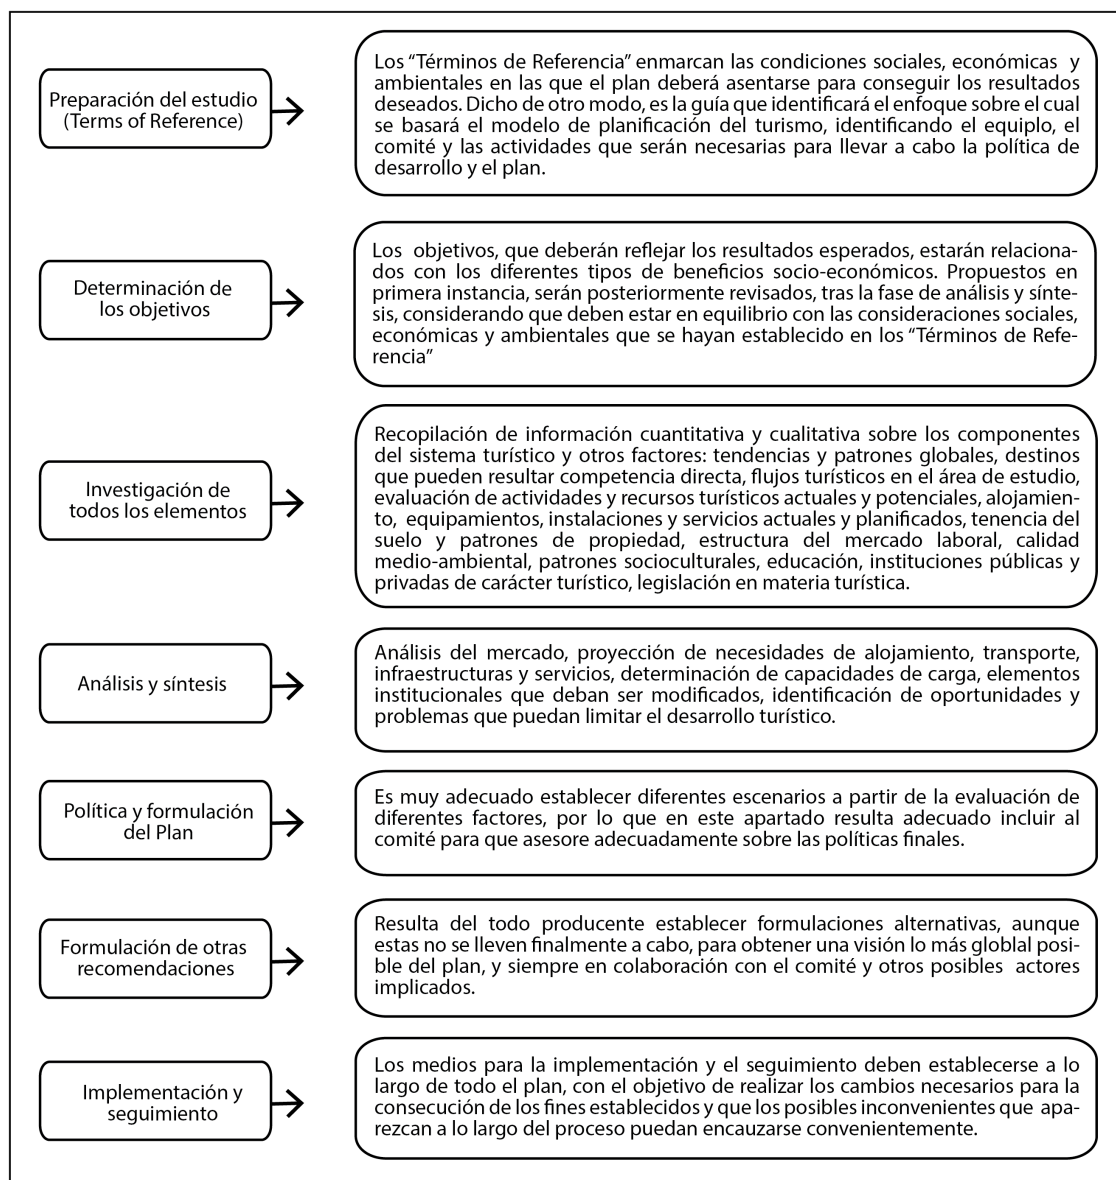 Preparación del estudio
(Terms of Reference)
Los “Términos de Referencia” enmarcan las condiciones sociales, económicas y
ambientales en las que el plan deberá asentarse para conseguir los resultados
deseados. Dicho de otro modo, es la guía que identificará el enfoque sobre el cual
se basará el modelo de planificación del turismo, identificando el equiplo, el
comité y las actividades que serán necesarias para llevar a cabo la política de
desarrollo y el plan.
Determinación de
los objetivos
Los objetivos, que deberán reflejar los resultados esperados, estarán relaciona-
dos con los diferentes tipos de beneficios socio-económicos. Propuestos en
primera instancia, serán posteriormente revisados, tras la fase de análisis y sínte-
sis, considerando que deben estar en equilibrio con las consideraciones sociales,
económicas y ambientales que se hayan establecido en los “Términos de Refe-
rencia”
Investigación de
todos los elementos
Recopilación de información cuantitativa y cualitativa sobre los componentes
del sistema turístico y otros factores: tendencias y patrones globales, destinos
que pueden resultar competencia directa, flujos turísticos en el área de estudio,
evaluación de actividades y recursos turísticos actuales y potenciales, alojamien-
to, equipamientos, instalaciones y servicios actuales y planificados, tenencia del
suelo y patrones de propiedad, estructura del mercado laboral, calidad
medio-ambiental, patrones socioculturales, educación, instituciones públicas y
privadas de carácter turístico, legislación en materia turística.
Análisis y síntesis
Análisis del mercado, proyección de necesidades de alojamiento, transporte,
infraestructuras y servicios, determinación de capacidades de carga, elementos
institucionales que deban ser modificados, identificación de oportunidades y
problemas que puedan limitar el desarrollo turístico.
Política y formulación
del Plan
Es muy adecuado establecer diferentes escenarios a partir de la evaluación de
diferentes factores, por lo que en este apartado resulta adecuado incluir al
comité para que asesore adecuadamente sobre las políticas finales.
Formulación de otras
recomendaciones
Resulta del todo producente establecer formulaciones alternativas, aunque
estas no se lleven finalmente a cabo, para obtener una visión lo más globlal posi-
ble del plan, y siempre en colaboración con el comité y otros posibles actores
implicados.
Implementación y
seguimiento
Los medios para la implementación y el seguimiento deben establecerse a lo
largo de todo el plan, con el objetivo de realizar los cambios necesarios para la
consecución de los fines establecidos y que los posibles inconvenientes que apa-
rezcan a lo largo del proceso puedan encauzarse convenientemente.